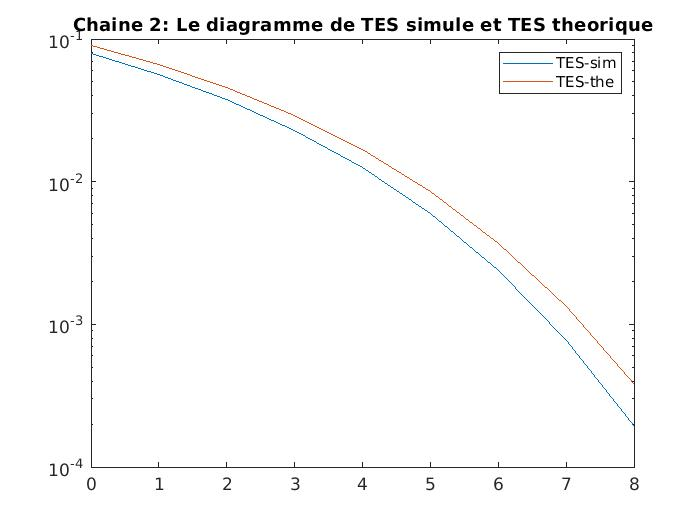 Chaine 2: Le diagramme de TES simule et TES theorique
10-1
TES-sim
TES-the
10-2
10-3
10-4
0 1 2 3 4 5 6 7 8